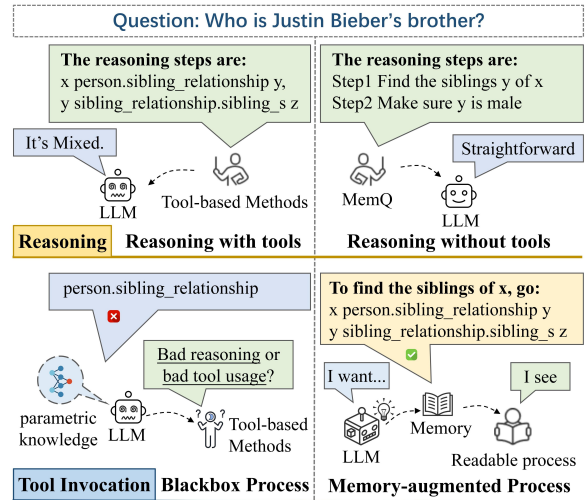 Question: Who is Justin Bieber's brother?
The reasoning steps are:
x person.sibling_relationship y,
y sibling_relationship.sibling_s z
It's Mixed.
LLM
Tool-based Methods
Reasoning
Reasoning with tools
The reasoning steps are:
Step1 Find the siblings y of x
Step2 Make sure y is male
Straightforward
MemQ
LLM
Reasoning without tools
person.sibling_relationship
Bad reasoning or
bad tool usage?
parametric
knowledge
LLM
Tool-based
Methods
Tool Invocation
Blackbox Process
To find the siblings of x, go:
x person.sibling_relationship y
y sibling_relationship.sibling_s z
I want...
I see
LLM
Memory
Readable process
Memory-augmented Process